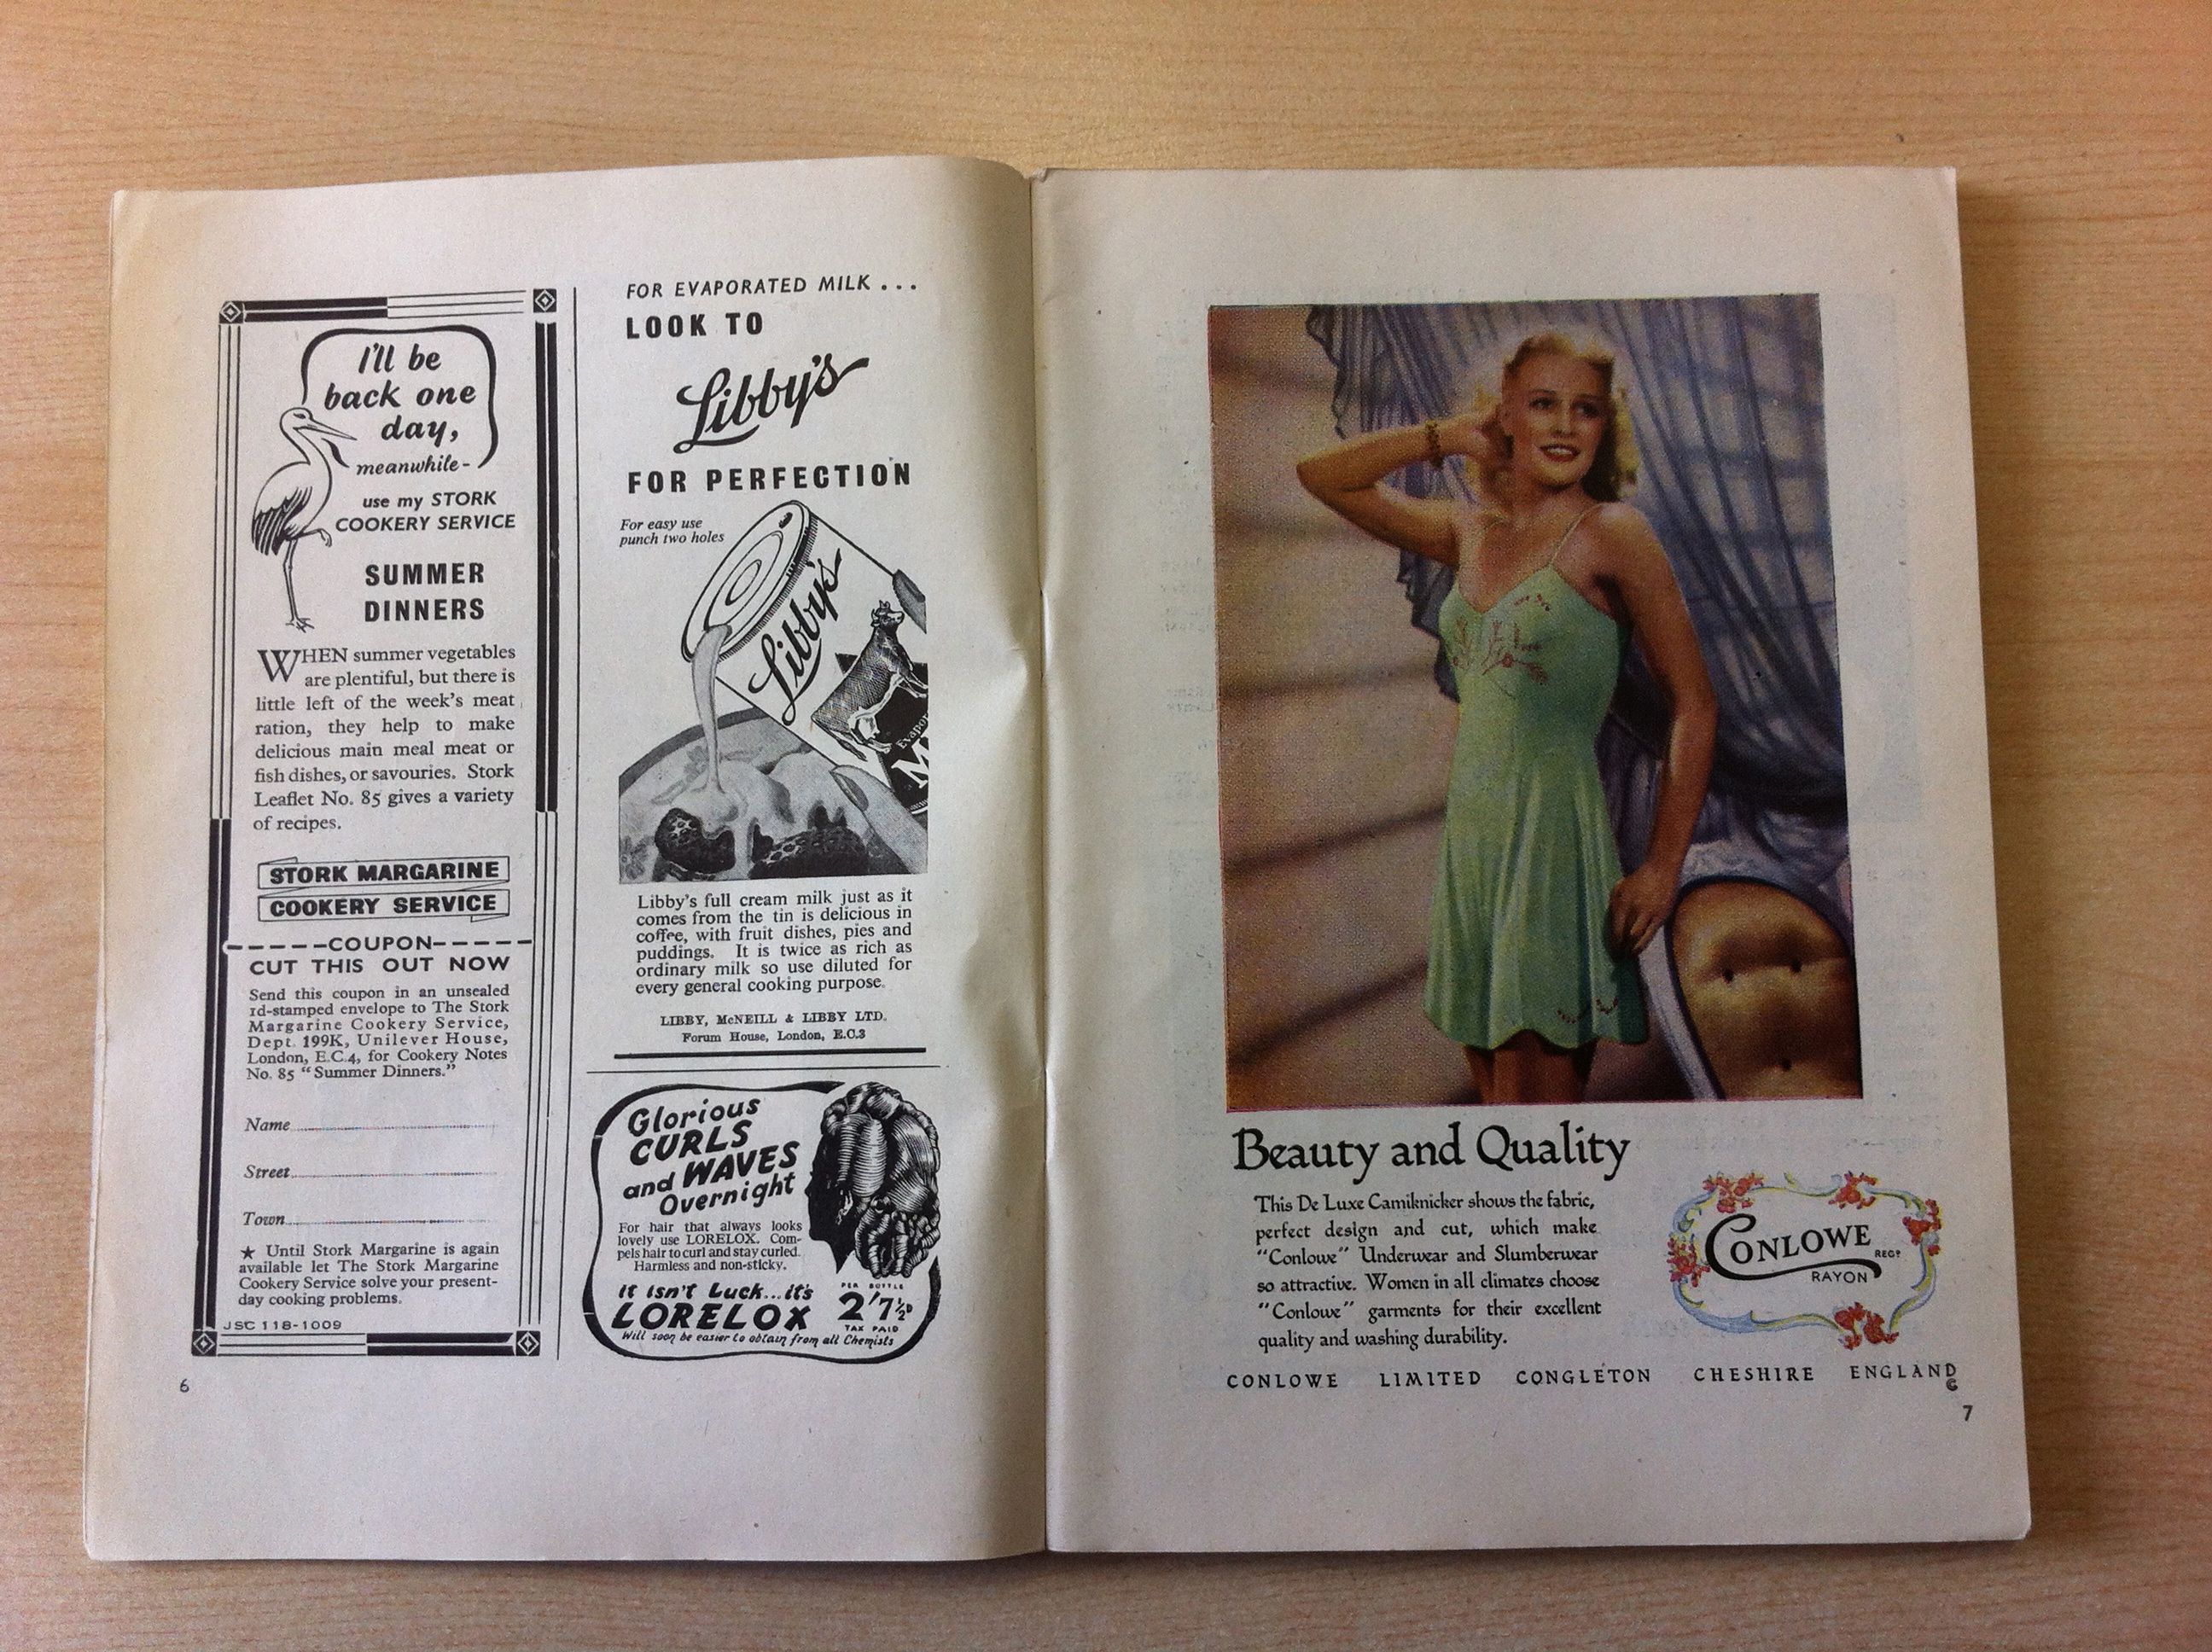 I'll be
back one
day,
meanwhile-
use my STORK
COOKERY SERVICE
SUMMER
DINNERS
WHEN summer vegetables
are plentiful, but there is
little left of the week's meat
ration, they help to make
delicious main meal meat or
fish dishes, or savouries. Stork
Leaflet No. 85 gives a variety
of recipes.
STORK MARGARINE
COOKERY SERVICE
COUPON
CUT THIS OUT NOW
Send this coupon in an unsealed
1d-stamped envelope to The Stork
Margarine Cookery Service,
Dept. 199K, Unilever House,
London, E.C.4, for Cookery Notes
No. 85 “Summer Dinners.”
Name
Street
Town
★ Until Stork Margarine is again
available let The Stork Margarine
Cookery Service solve your present-
day cooking problems.
JSC 118-1009
6
FOR EVAPORATED MILK ...
LOOK TO
Libby's
FOR PERFECTION
For easy use
punch two holes
Libby's
Libby's full cream milk just as it
comes from the tin is delicious in
coffee, with fruit dishes, pies and
puddings. It is twice as rich as
ordinary milk so use diluted for
every general cooking purpose.
LIBBY, McNEILL & LIBBY LTD.
Forum House, London, E.C.3
Glorious
CURLS
and WAVES
Overnight
For hair that always looks
lovely use LORELOX. Com-
pels hair to curl and stay curled.
Harmless and non-sticky.
It isn't Luck...it's
LORELOX
PER BOTTLE
2'7½D
TAX PAID
Will soon be easier to obtain from all Chemists
Beauty and Quality
This De Luxe Camiknicker shows the fabric,
perfect design and cut, which make
“Conlowe” Underwear and Slumberwear
so attractive. Women in all climates choose
“Conlowe” garments for their excellent
quality and washing durability.
CONLOWE
REGD
RAYON
CONLOWE LIMITED CONGLETON CHESHIRE ENGLAND
G
7